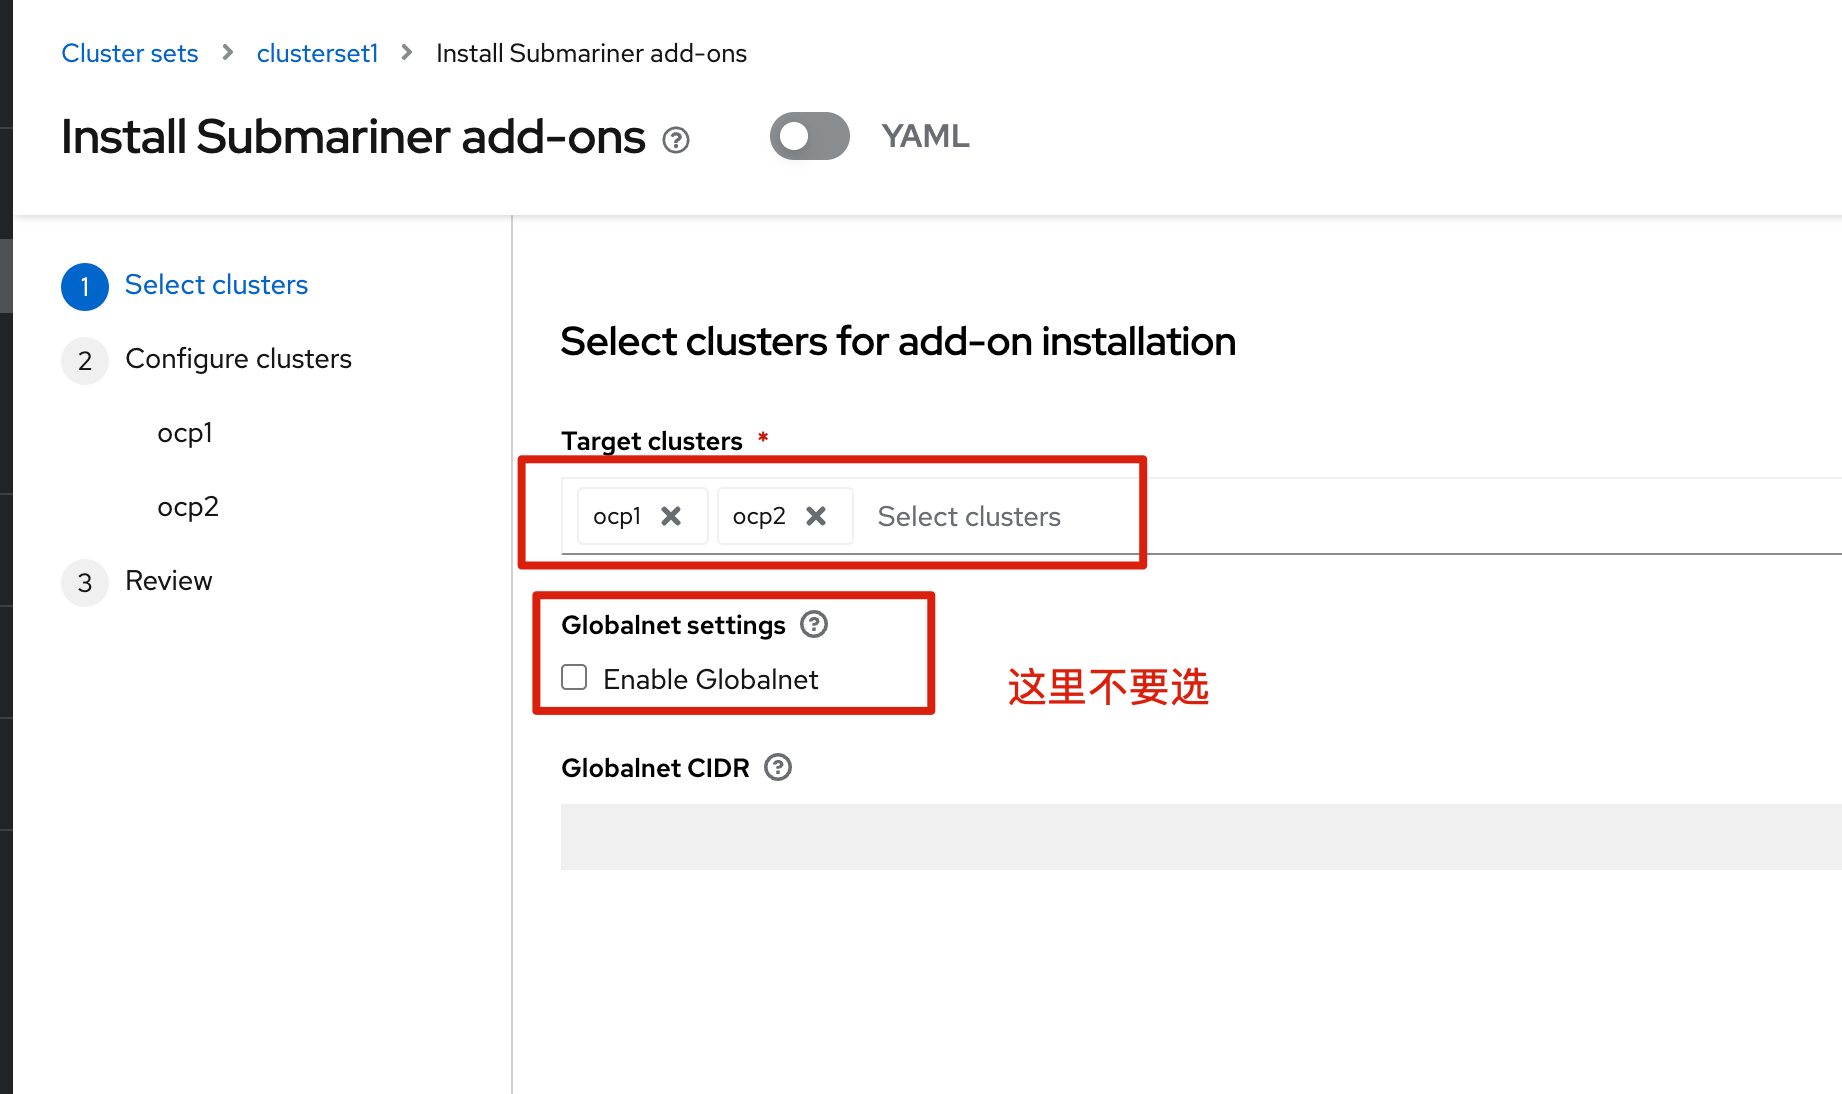 Cluster sets > clusterset1 > Install Submariner add-ons
Install Submariner add-ons
YAML
1 Select clusters
2 Configure clusters
ocp1
ocp2
3 Review
Select clusters for add-on installation
Target clusters *
ocp1 ocp2 Select clusters
Globalnet settings
Enable Globalnet
这里不要选
Globalnet CIDR